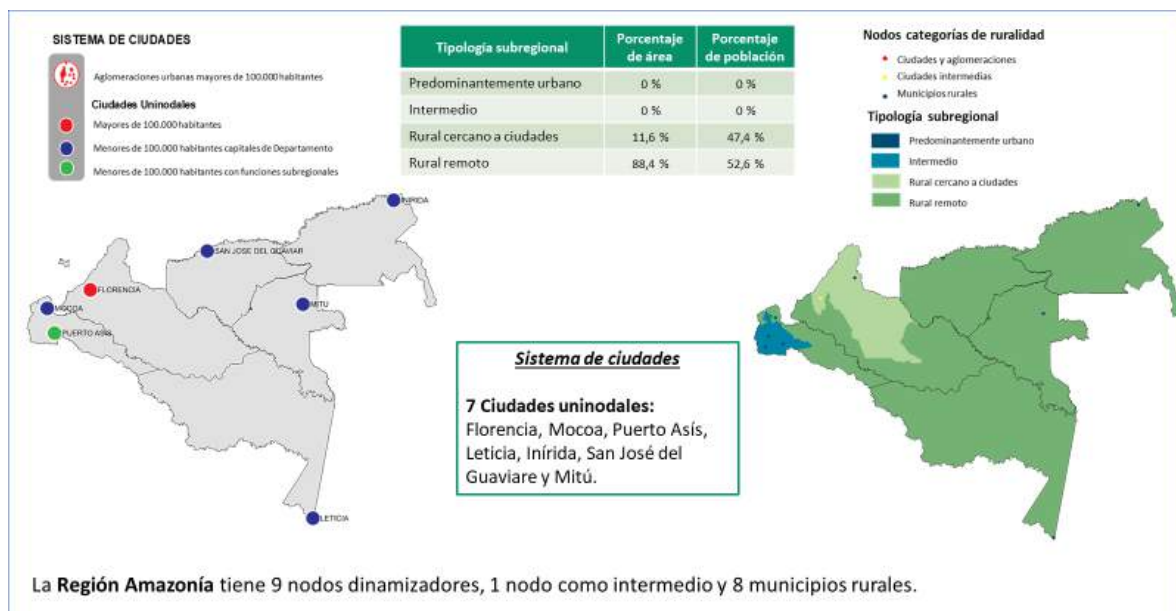 SISTEMA DE CIUDADES
Aglomeraciones urbanas mayores de 100.000 habitantes
Ciudades Uninodales
Mayores de 100.000 habitantes
Menores de 100.000 habitantes capitales de Departamento
Menores de 100.000 habitantes con funciones subregionales
Tipología subregional Porcentaje de área Porcentaje de población
Predominantemente urbano 0 % 0 %
Intermedio 0 % 0 %
Rural cercano a ciudades 11,6 % 47,4 %
Rural remoto 88,4 % 52,6 %
Nodos categorías de ruralidad
Ciudades y aglomeraciones
Ciudades intermedias
Municipios rurales
Tipología subregional
Predominantemente urbano
Intermedio
Rural cercano a ciudades
Rural remoto
INÍRIDA
SAN JOSE DEL GUAVIAR
FLORENCIA
MOCOA
MITU
PUERTO ASÍS
LETICIA
Sistema de ciudades
7 Ciudades uninodales:
Florencia, Mocoa, Puerto Asís,
Leticia, Inírida, San José del
Guaviare y Mitú.
La Región Amazonía tiene 9 nodos dinamizadores, 1 nodo como intermedio y 8 municipios rurales.